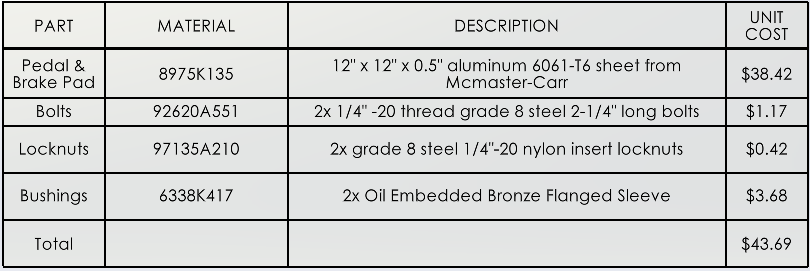 PART MATERIAL DESCRIPTION UNIT COST
Pedal & Brake Pad 8975K135 12" x 12" x 0.5" aluminum 6061-T6 sheet from Mcmaster-Carr $38.42
Bolts 92620A551 2x 1/4" -20 thread grade 8 steel 2-1/4" long bolts $1.17
Locknuts 97135A210 2x grade 8 steel 1/4"-20 nylon insert locknuts $0.42
Bushings 6338K417 2x Oil Embedded Bronze Flanged Sleeve $3.68
Total $43.69